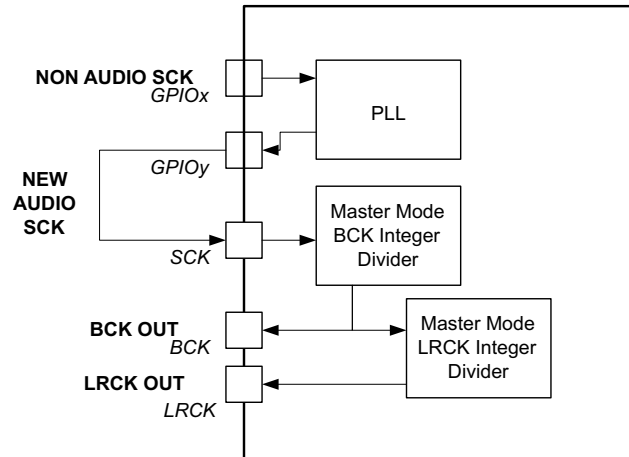 NON AUDIO SCK
GPIOx
PLL
GPIOy
NEW
AUDIO
SCK
SCK
Master Mode
BCK Integer
Divider
BCK OUT
BCK
Master Mode
LRCK Integer
Divider
LRCK OUT
LRCK